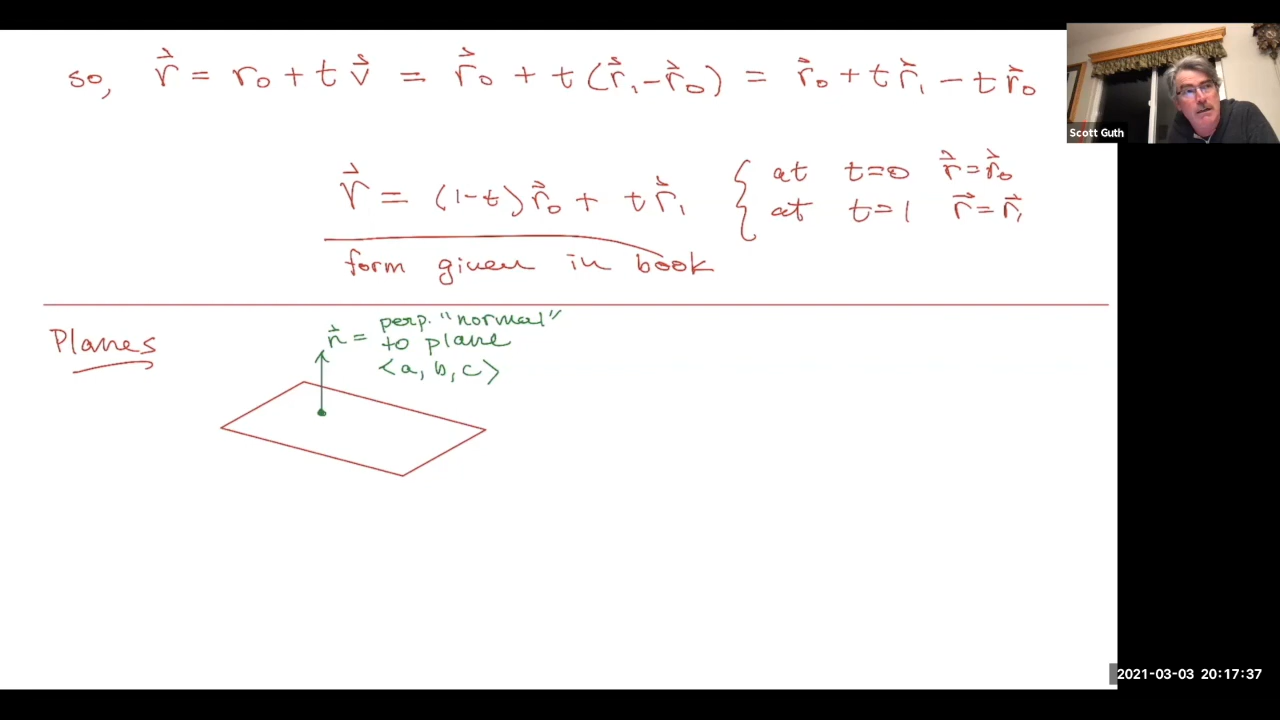 so, r⃗ = r₀ + t v⃗ = r⃗₀ + t (r⃗₁ - r⃗₀) = r⃗₀ + t r⃗₁ - t r⃗₀
Scott Guth
r⃗ = (1-t) r⃗₀ + t r⃗₁ { at t=0 r⃗=r⃗₀
at t=1 r⃗=r⃗₁
form given in book
Planes
n⃗ = perp. "normal"
to plane
<a, b, c>
2021-03-03 20:17:37